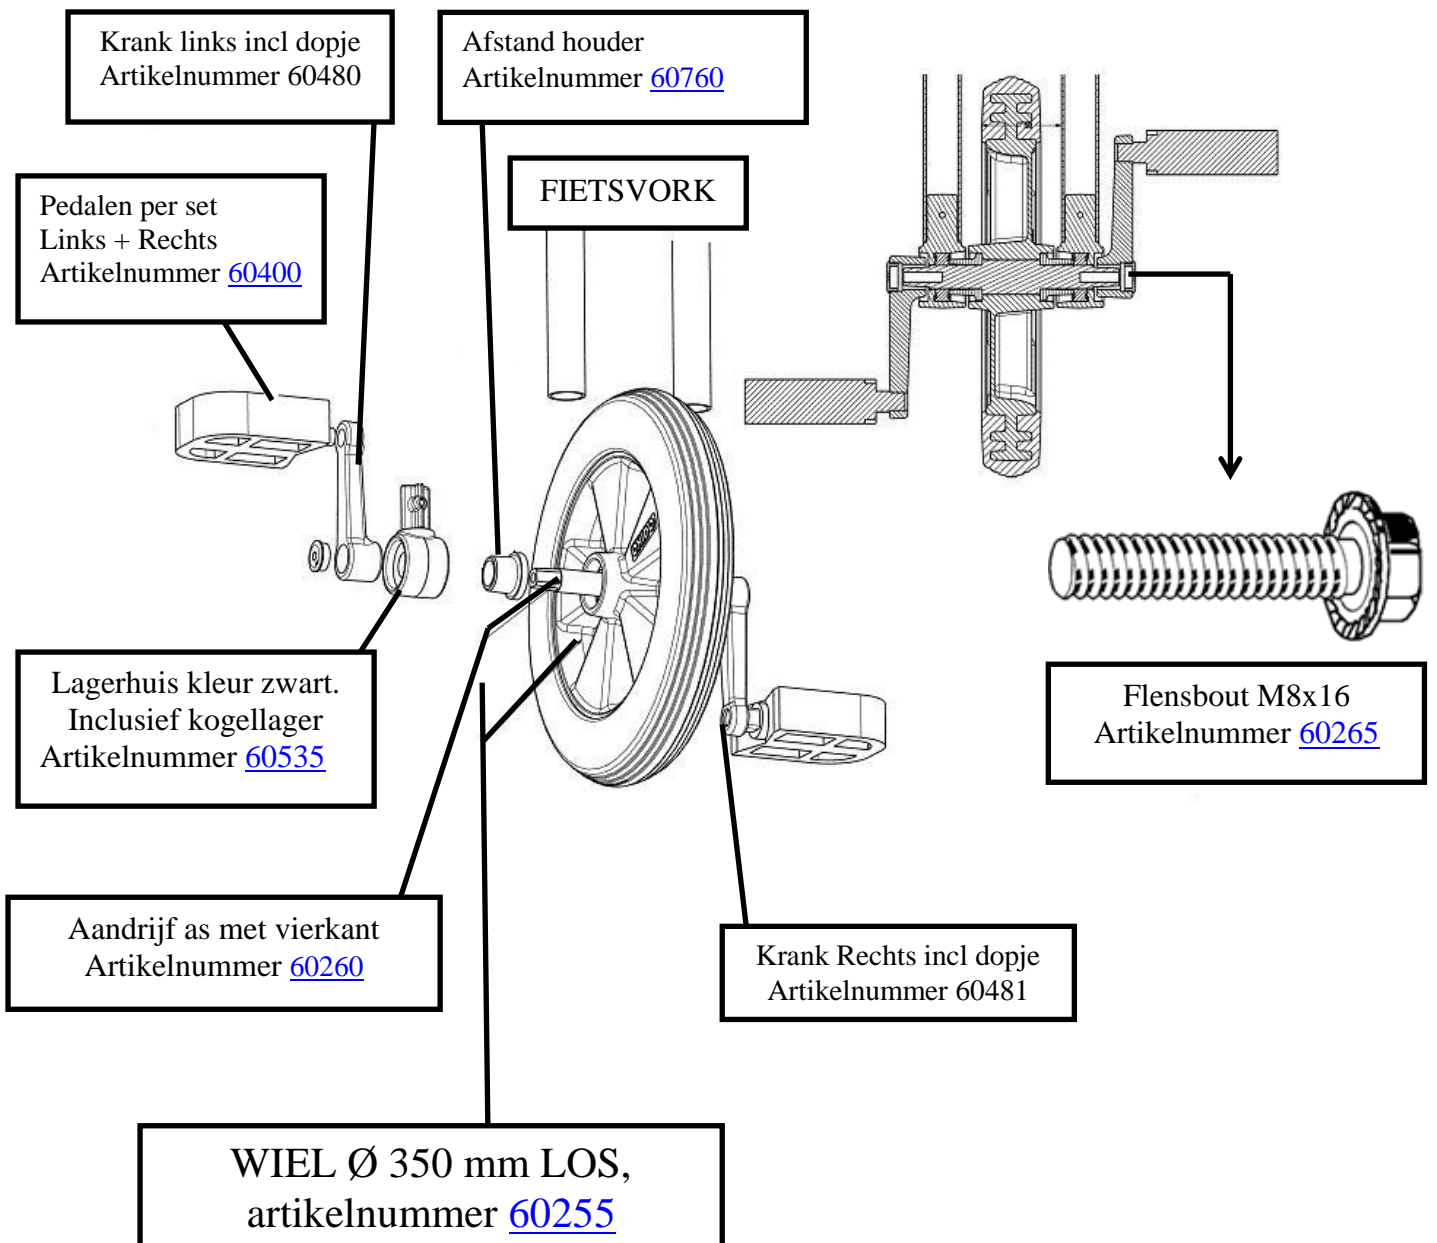 Krank links incl dopje
Artikelnummer 60480
Afstand houder
Artikelnummer 60760
FIETSVORK
Pedalen per set
Links + Rechts
Artikelnummer 60400
Lagerhuis kleur zwart.
Inclusief kogellager
Artikelnummer 60535
Flensbout M8x16
Artikelnummer 60265
Aandrijf as met vierkant
Artikelnummer 60260
Krank Rechts incl dopje
Artikelnummer 60481
WIEL Ø 350 mm LOS,
artikelnummer 60255